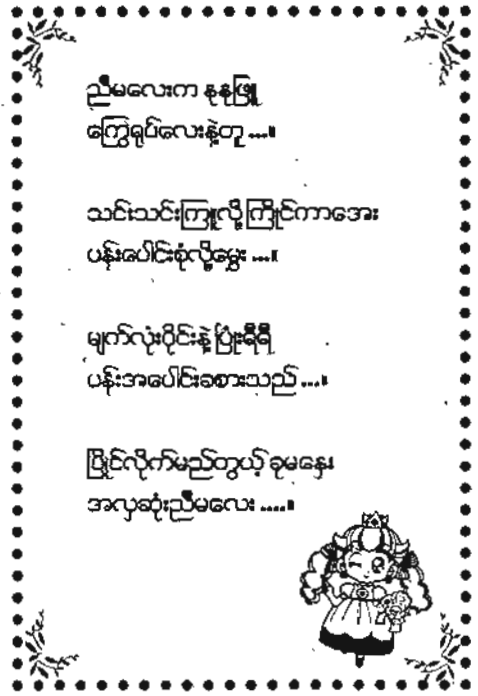 ညီမလေးက နုနုဖြူ
ကြွေရုပ်လေးနဲ့တူ ...။
သင်းသင်းကြူလို့ ကြိုင်ကာအေး
ပန်းပေါင်းစုံလို့မွှေး ...။
မျက်လုံးဝိုင်းနဲ့ ပြုံးရီရီ
ပန်းအပေါင်းခစားသည် ...။
ပြိုင်လိုက်မည်တွယ့် ခုမနှေး
အလှဆုံးညီမလေး ....။